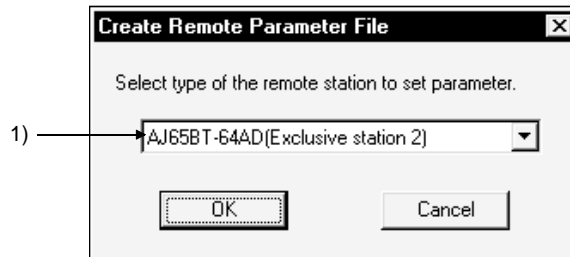 Create Remote Parameter File
Select type of the remote station to set parameter.
1)
AJ65BT-64AD(Exclusive station 2)
OK
Cancel